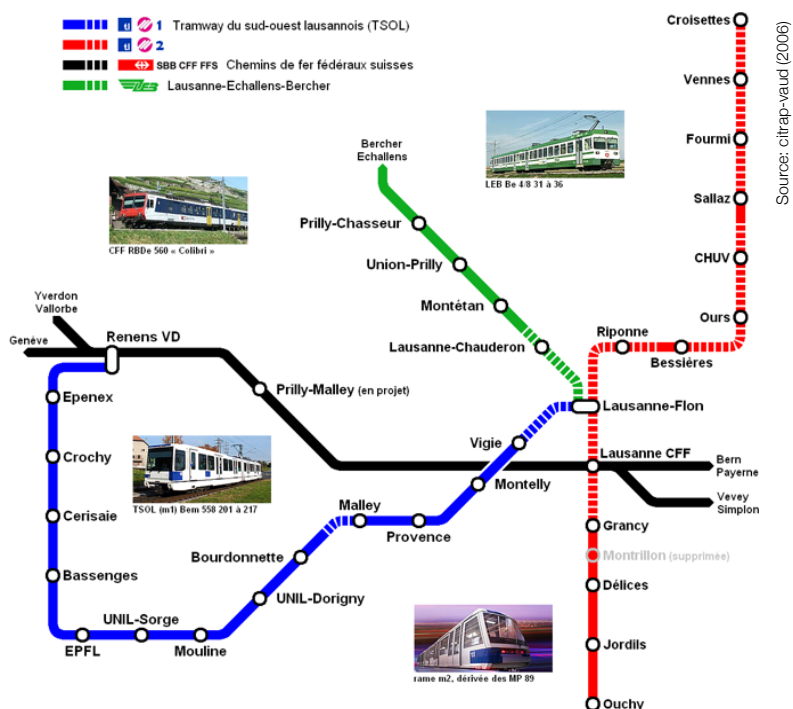 1 Tramway du sud-ouest lausannois (TSOL)
2
SBB CFF FFS Chemins de fer fédéraux suisses
LEB Lausanne-Echallens-Bercher
Source: citrap-vaud (2006)
Croisettes
Vennes
Fourmi
Sallaz
CHUV
Ours
Riponne
Bessières
LEB Be 4/8 31 à 36
Bercher
Echallens
Prilly-Chasseur
Union-Prilly
Montétan
Lausanne-Chauderon
Lausanne-Flon
CFF RBDe 560 « Colibri »
Yverdon
Vallorbe
Genève
Renens VD
Prilly-Malley (en projet)
Epenex
Crochy
Cerisaie
Bassenges
EPFL
UNIL-Sorge
Mouline
UNIL-Dorigny
Bourdonnette
Malley
Provence
Montelly
Vigie
TSOL (m1) Bem 558 201 à 217
Lausanne CFF
Bern
Payerne
Vevey
Simplon
Grancy
Montrillon (supprimée)
Délices
Jordils
Ouchy
rame m2, dérivée des MP 89